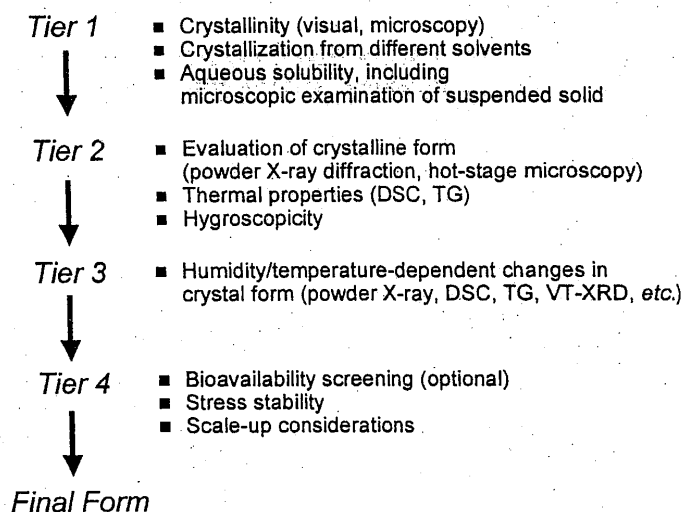 Tier 1
■ Crystallinity (visual, microscopy)
■ Crystallization from different solvents
■ Aqueous solubility, including
microscopic examination of suspended solid
Tier 2
■ Evaluation of crystalline form
(powder X-ray diffraction, hot-stage microscopy)
■ Thermal properties (DSC, TG)
■ Hygroscopicity
Tier 3
■ Humidity/temperature-dependent changes in
crystal form (powder X-ray, DSC, TG, VT-XRD, etc.)
Tier 4
■ Bioavailability screening (optional)
■ Stress stability
■ Scale-up considerations
Final Form